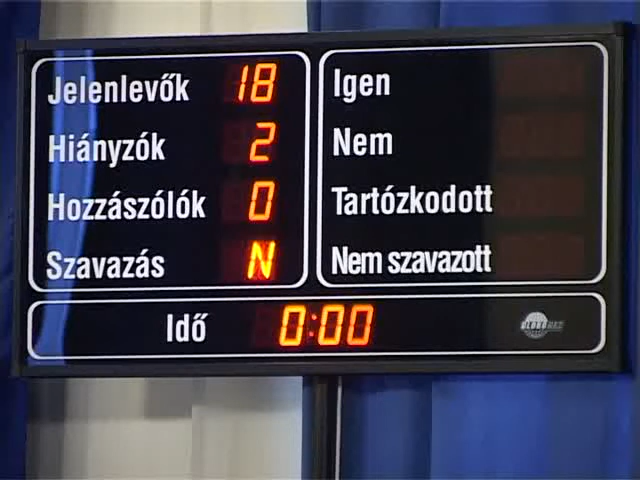 Jelenlevők 18
Hiányzók 2
Hozzászólók 0
Szavazás N
Igen
Nem
Tartózkodott
Nem szavazott
Idő 0:00